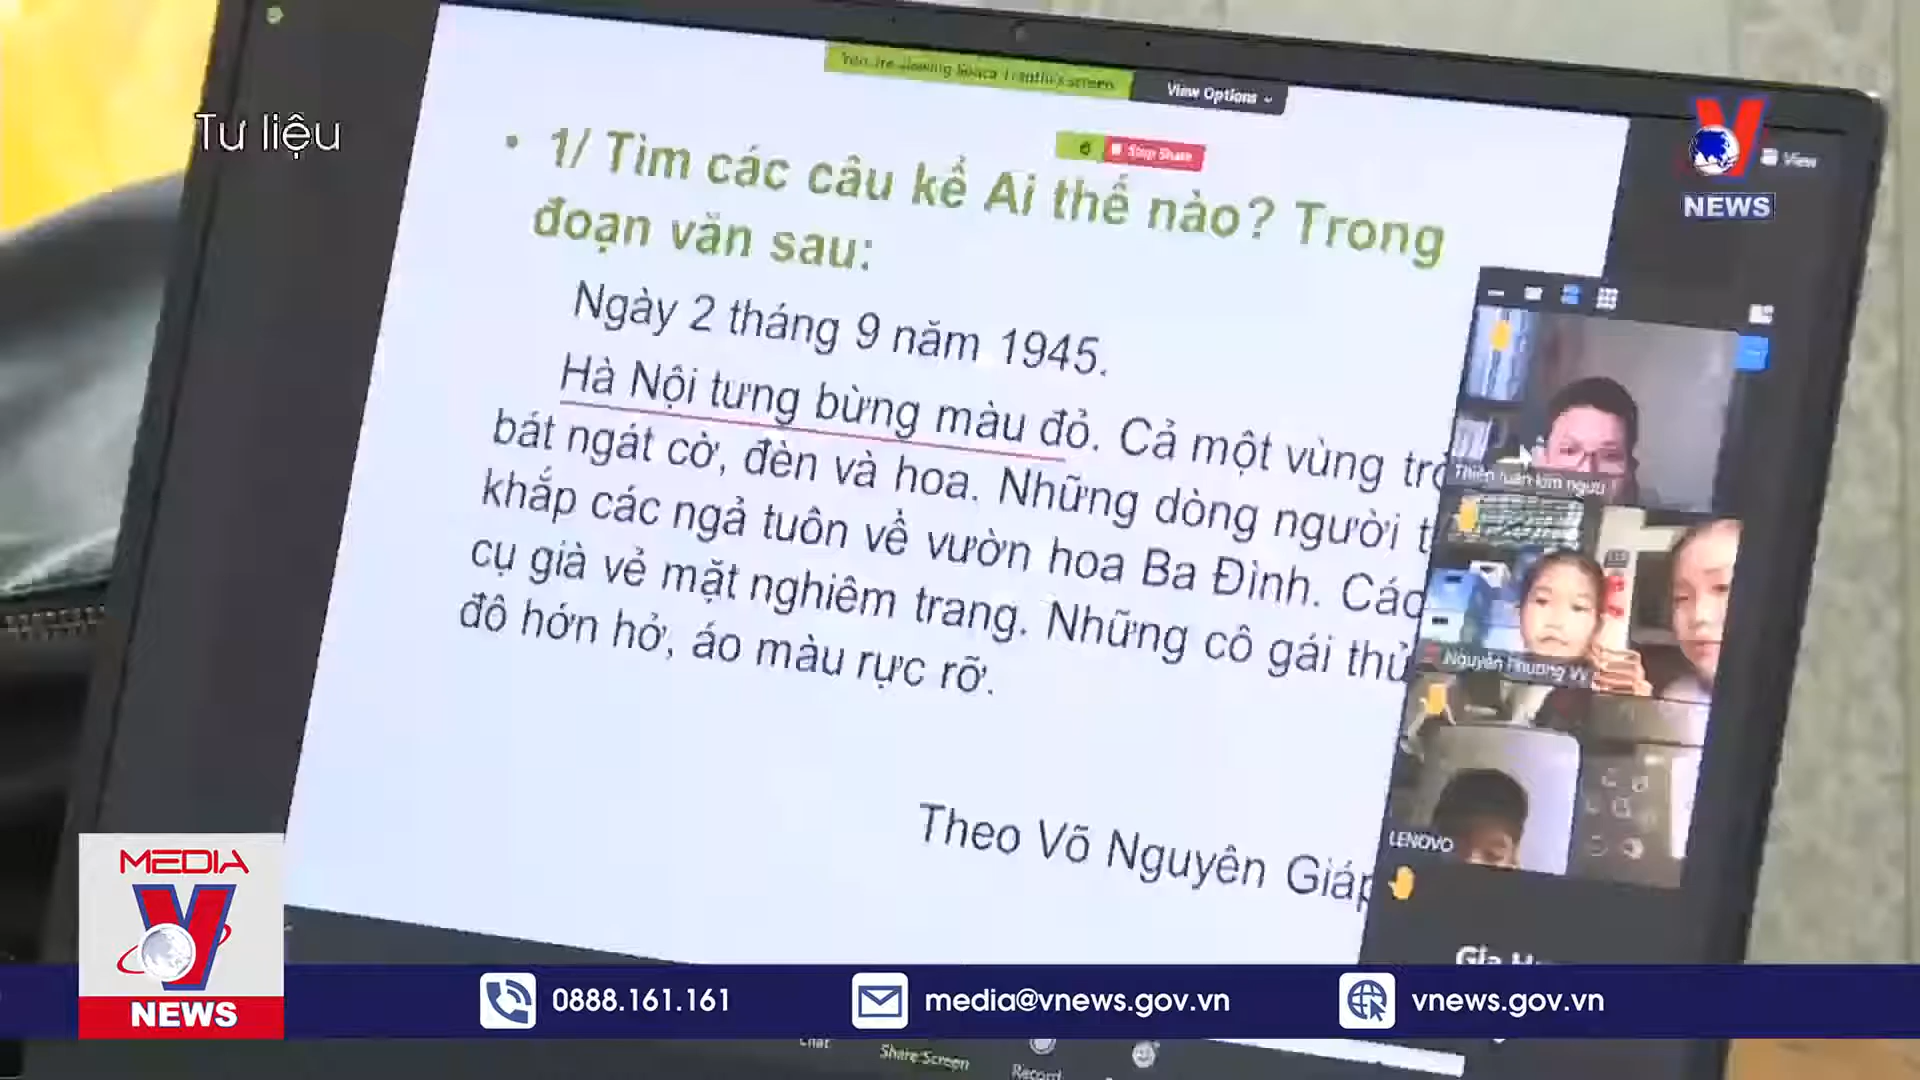 Tư liệu
View Options
Stop Share
View
NEWS
1/ Tìm các câu kể Ai thế nào? Trong
đoạn văn sau:
Ngày 2 tháng 9 năm 1945.
Hà Nội tưng bừng màu đỏ. Cả một vùng trờ
bát ngát cờ, đèn và hoa. Những dòng người t
khắp các ngả tuôn về vườn hoa Ba Đình. Các
cụ già vẻ mặt nghiêm trang. Những cô gái thủ
đô hớn hở, áo màu rực rỡ.
Theo Võ Nguyên Giáp
LENOVO
MEDIA
V
NEWS
0888.161.161
media@vnews.gov.vn
vnews.gov.vn
Chat
Share Screen
Record